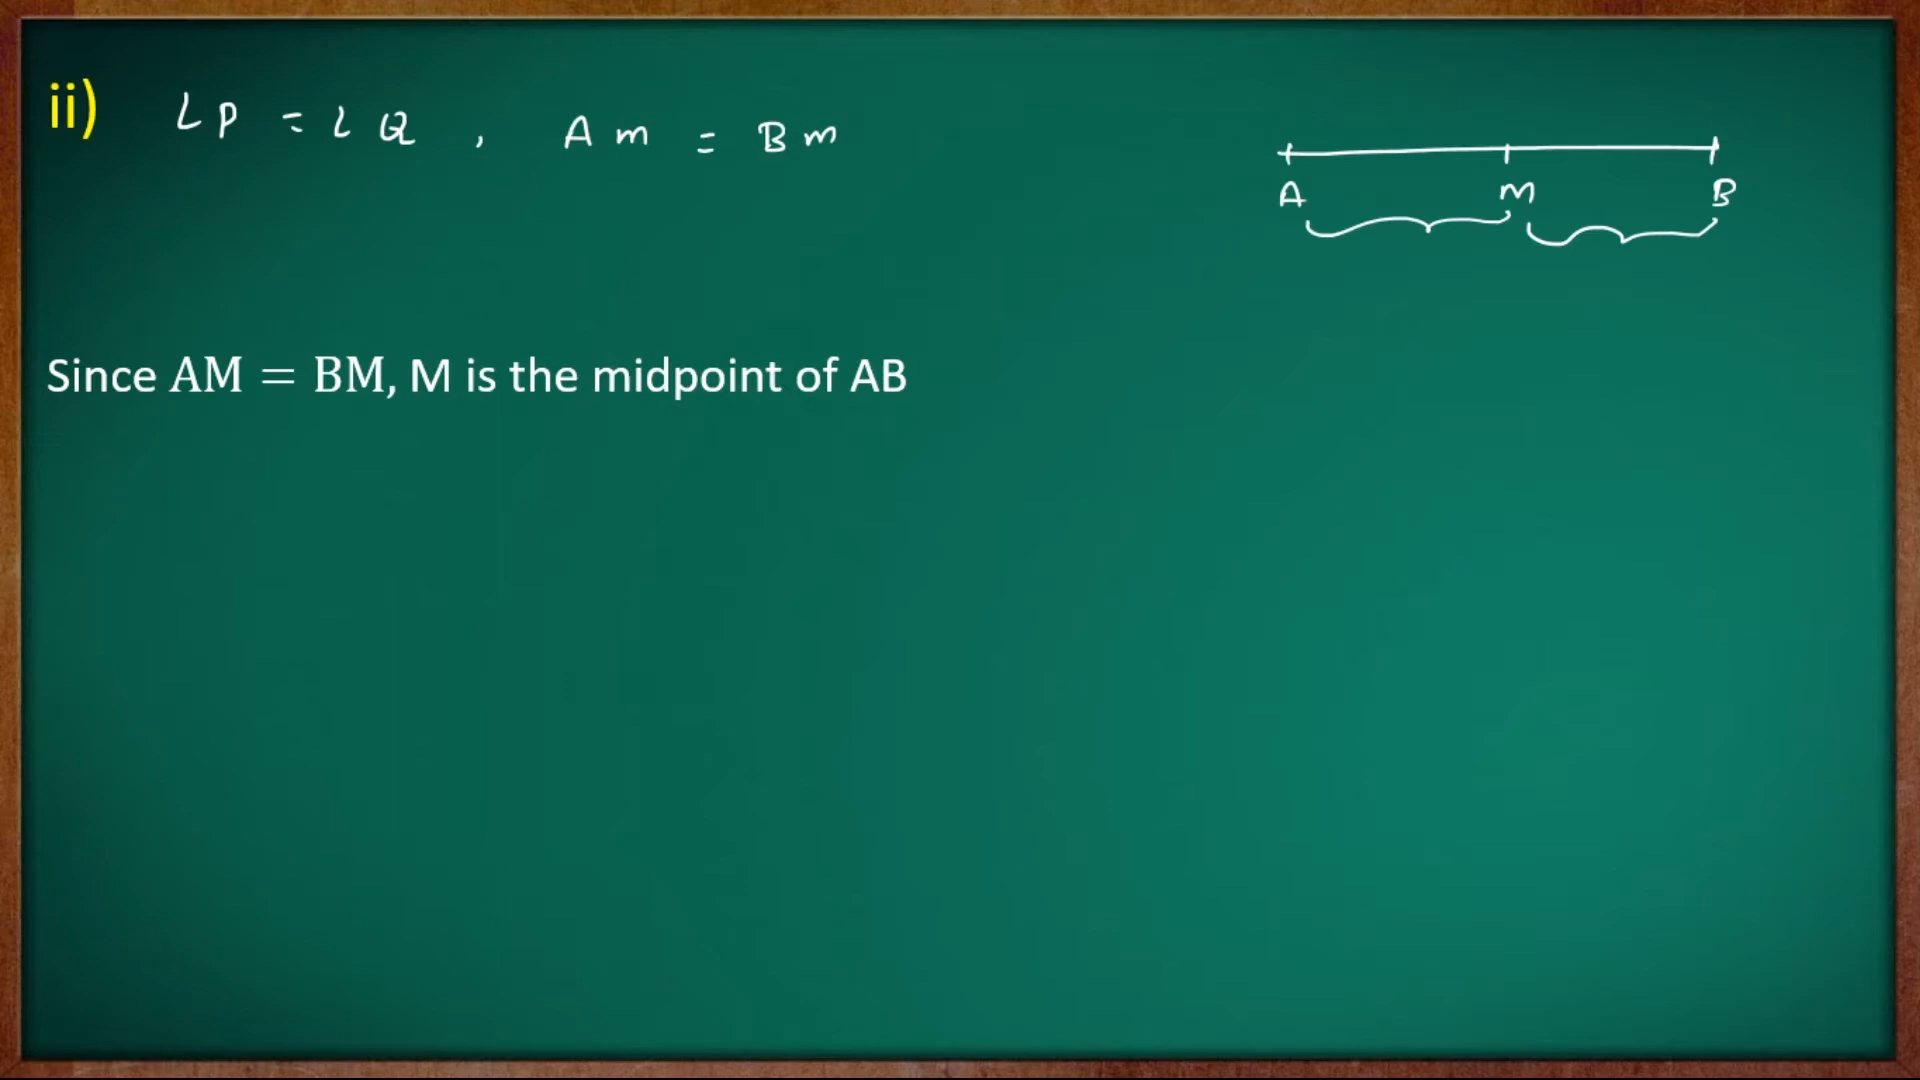 ii) ∠P = ∠Q , Am = Bm
A M B
Since AM = BM, M is the midpoint of AB